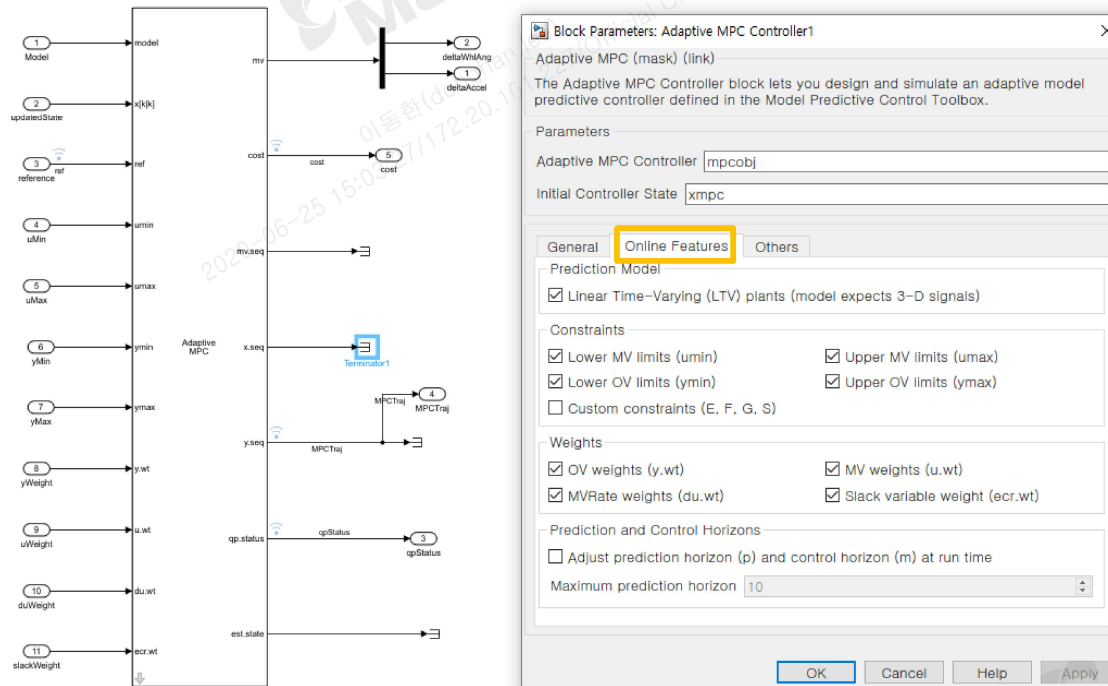 1
Model
2
updatedState
3
ref
reference
4
uMin
5
uMax
6
yMin
7
yMax
8
yWeight
9
uWeight
10
duWeight
11
slackWeight
model
x[k|k]
ref
umin
umax
ymin
ymax
y.wt
u.wt
du.wt
ecr.wt
Adaptive
MPC
mv
cost
mv.seq
x.seq
y.seq
qp.status
est.state
2
deltaWhlAng
1
deltaAccel
cost
5
cost
Terminator1
MPCTraj
4
MPCTraj
MPCTraj
qpStatus
3
qpStatus
Block Parameters: Adaptive MPC Controller1
Adaptive MPC (mask) (link)
The Adaptive MPC Controller block lets you design and simulate an adaptive model
predictive controller defined in the Model Predictive Control Toolbox.
Parameters
Adaptive MPC Controller mpcobj
Initial Controller State xmpc
General Online Features Others
Prediction Model
Linear Time-Varying (LTV) plants (model expects 3-D signals)
Constraints
Lower MV limits (umin) Upper MV limits (umax)
Lower OV limits (ymin) Upper OV limits (ymax)
Custom constraints (E, F, G, S)
Weights
OV weights (y.wt) MV weights (u.wt)
MVRate weights (du.wt) Slack variable weight (ecr.wt)
Prediction and Control Horizons
Adjust prediction horizon (p) and control horizon (m) at run time
Maximum prediction horizon 10
OK Cancel Help Apply